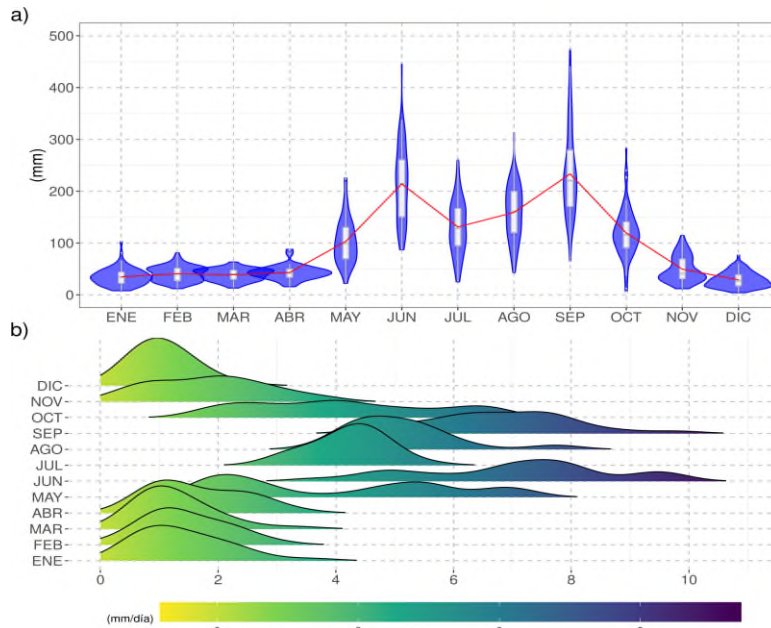 a)
500
400
300
200
100
0
(mm)
ENE FEB MAR ABR MAY JUN JUL AGO SEP OCT NOV DIC
b)
DIC
NOV
OCT
SEP
AGO
JUL
JUN
MAY
ABR
MAR
FEB
ENE
0 2 4 6 8 10
(mm/día)